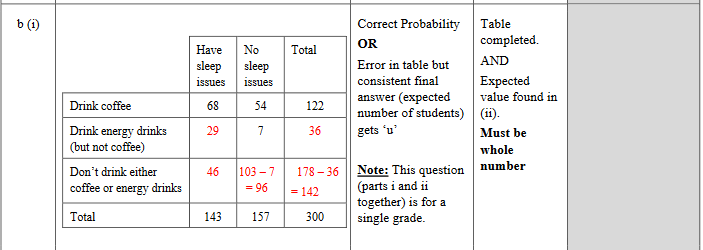 b (i)
Have sleep issues
No sleep issues
Total
Drink coffee 68 54 122
Drink energy drinks (but not coffee) 29 7 36
Don’t drink either coffee or energy drinks 46 103 – 7 = 96 178 – 36 = 142
Total 143 157 300
Correct Probability
OR
Error in table but
consistent final
answer (expected
number of students)
gets ‘u’
Note: This question
(parts i and ii
together) is for a
single grade.
Table
completed.
AND
Expected
value found in
(ii).
Must be
whole
number